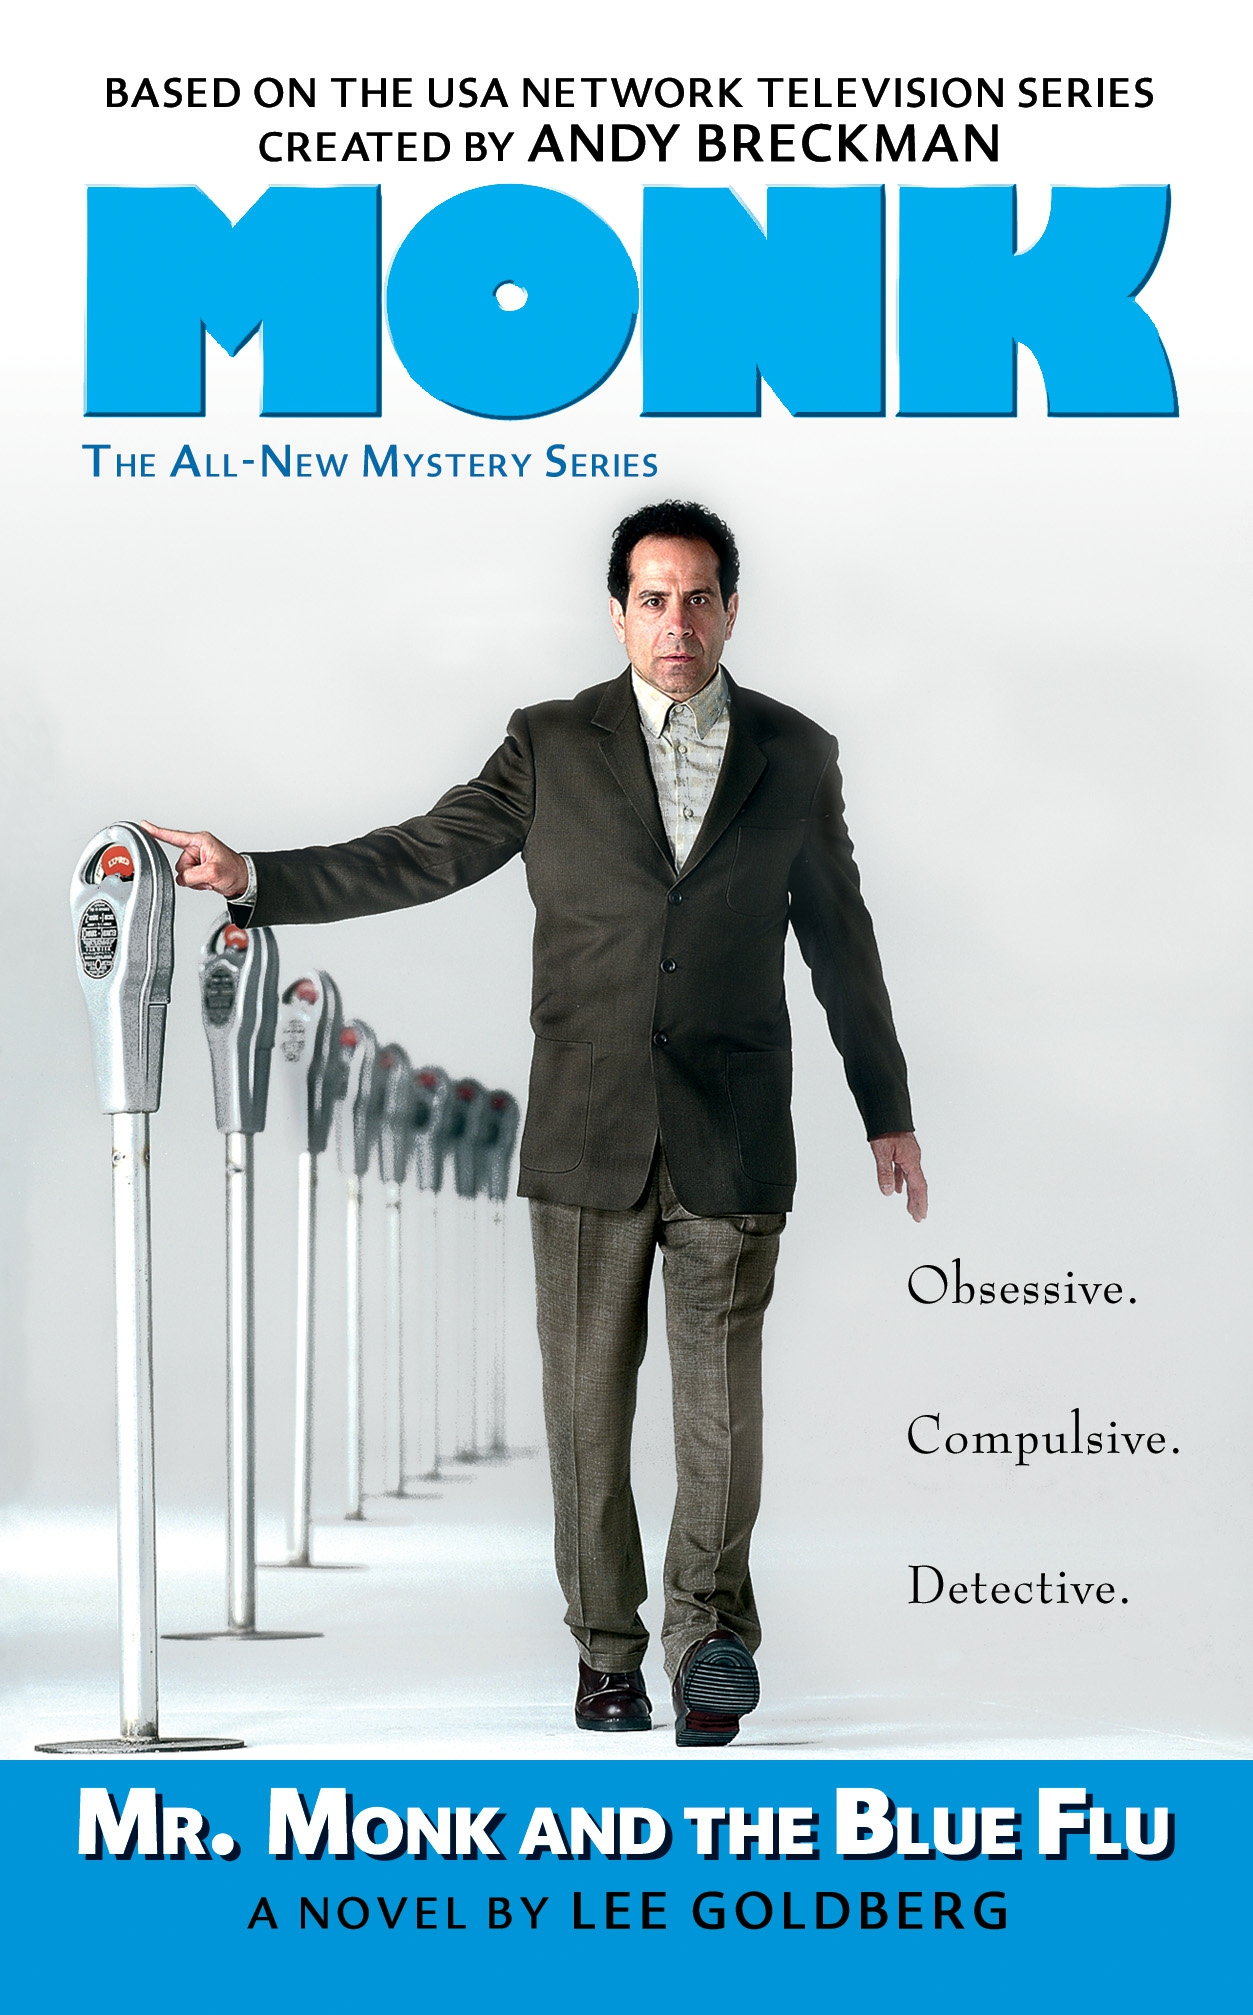 BASED ON THE USA NETWORK TELEVISION SERIES
CREATED BY ANDY BRECKMAN
MONK
THE ALL-NEW MYSTERY SERIES
EXPIRED
Obsessive.
Compulsive.
Detective.
MR. MONK AND THE BLUE FLU
A NOVEL BY LEE GOLDBERG